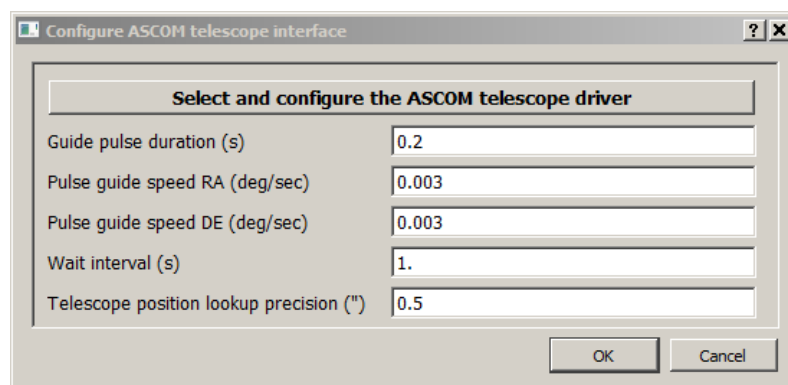 Configure ASCOM telescope interface
Select and configure the ASCOM telescope driver
Guide pulse duration (s) 0.2
Pulse guide speed RA (deg/sec) 0.003
Pulse guide speed DE (deg/sec) 0.003
Wait interval (s) 1.
Telescope position lookup precision (") 0.5
OK Cancel